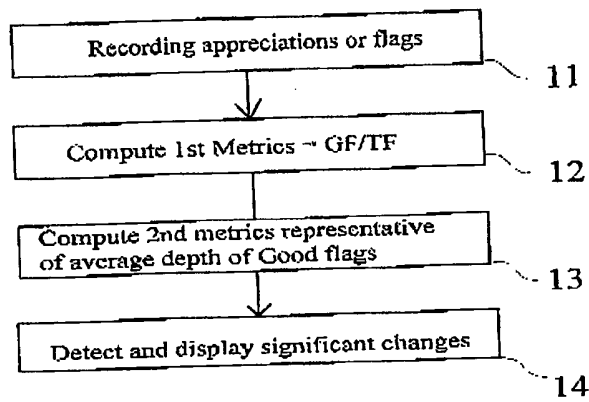 Recording appreciations or flags
11
Compute 1st Metrics - GF/TF
12
Compute 2nd metrics representative
of average depth of Good flags
13
Detect and display significant changes
14